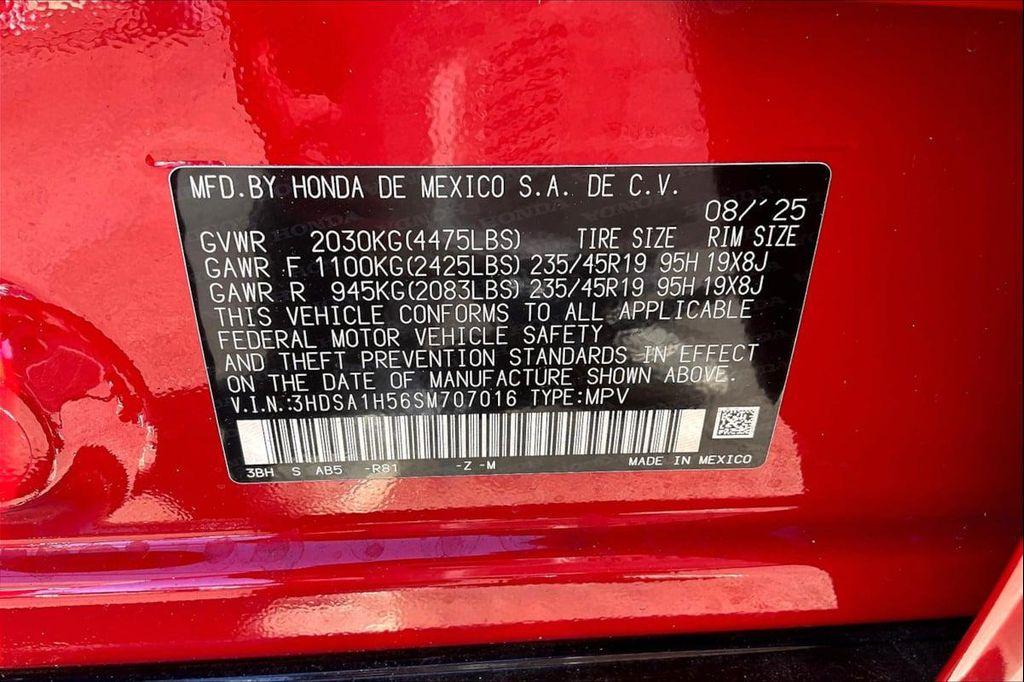 MFD.BY HONDA DE MEXICO S.A. DE C.V.
08/'25
GVWR 2030KG(4475LBS) TIRE SIZE RIM SIZE
GAWR F 1100KG(2425LBS) 235/45R19 95H 19X8J
GAWR R 945KG(2083LBS) 235/45R19 95H 19X8J
THIS VEHICLE CONFORMS TO ALL APPLICABLE
FEDERAL MOTOR VEHICLE SAFETY
AND THEFT PREVENTION STANDARDS IN EFFECT
ON THE DATE OF MANUFACTURE SHOWN ABOVE.
V.I.N.:3HDSA1H56SM707016 TYPE:MPV
3BH S AB5 -R81 -Z -M MADE IN MEXICO